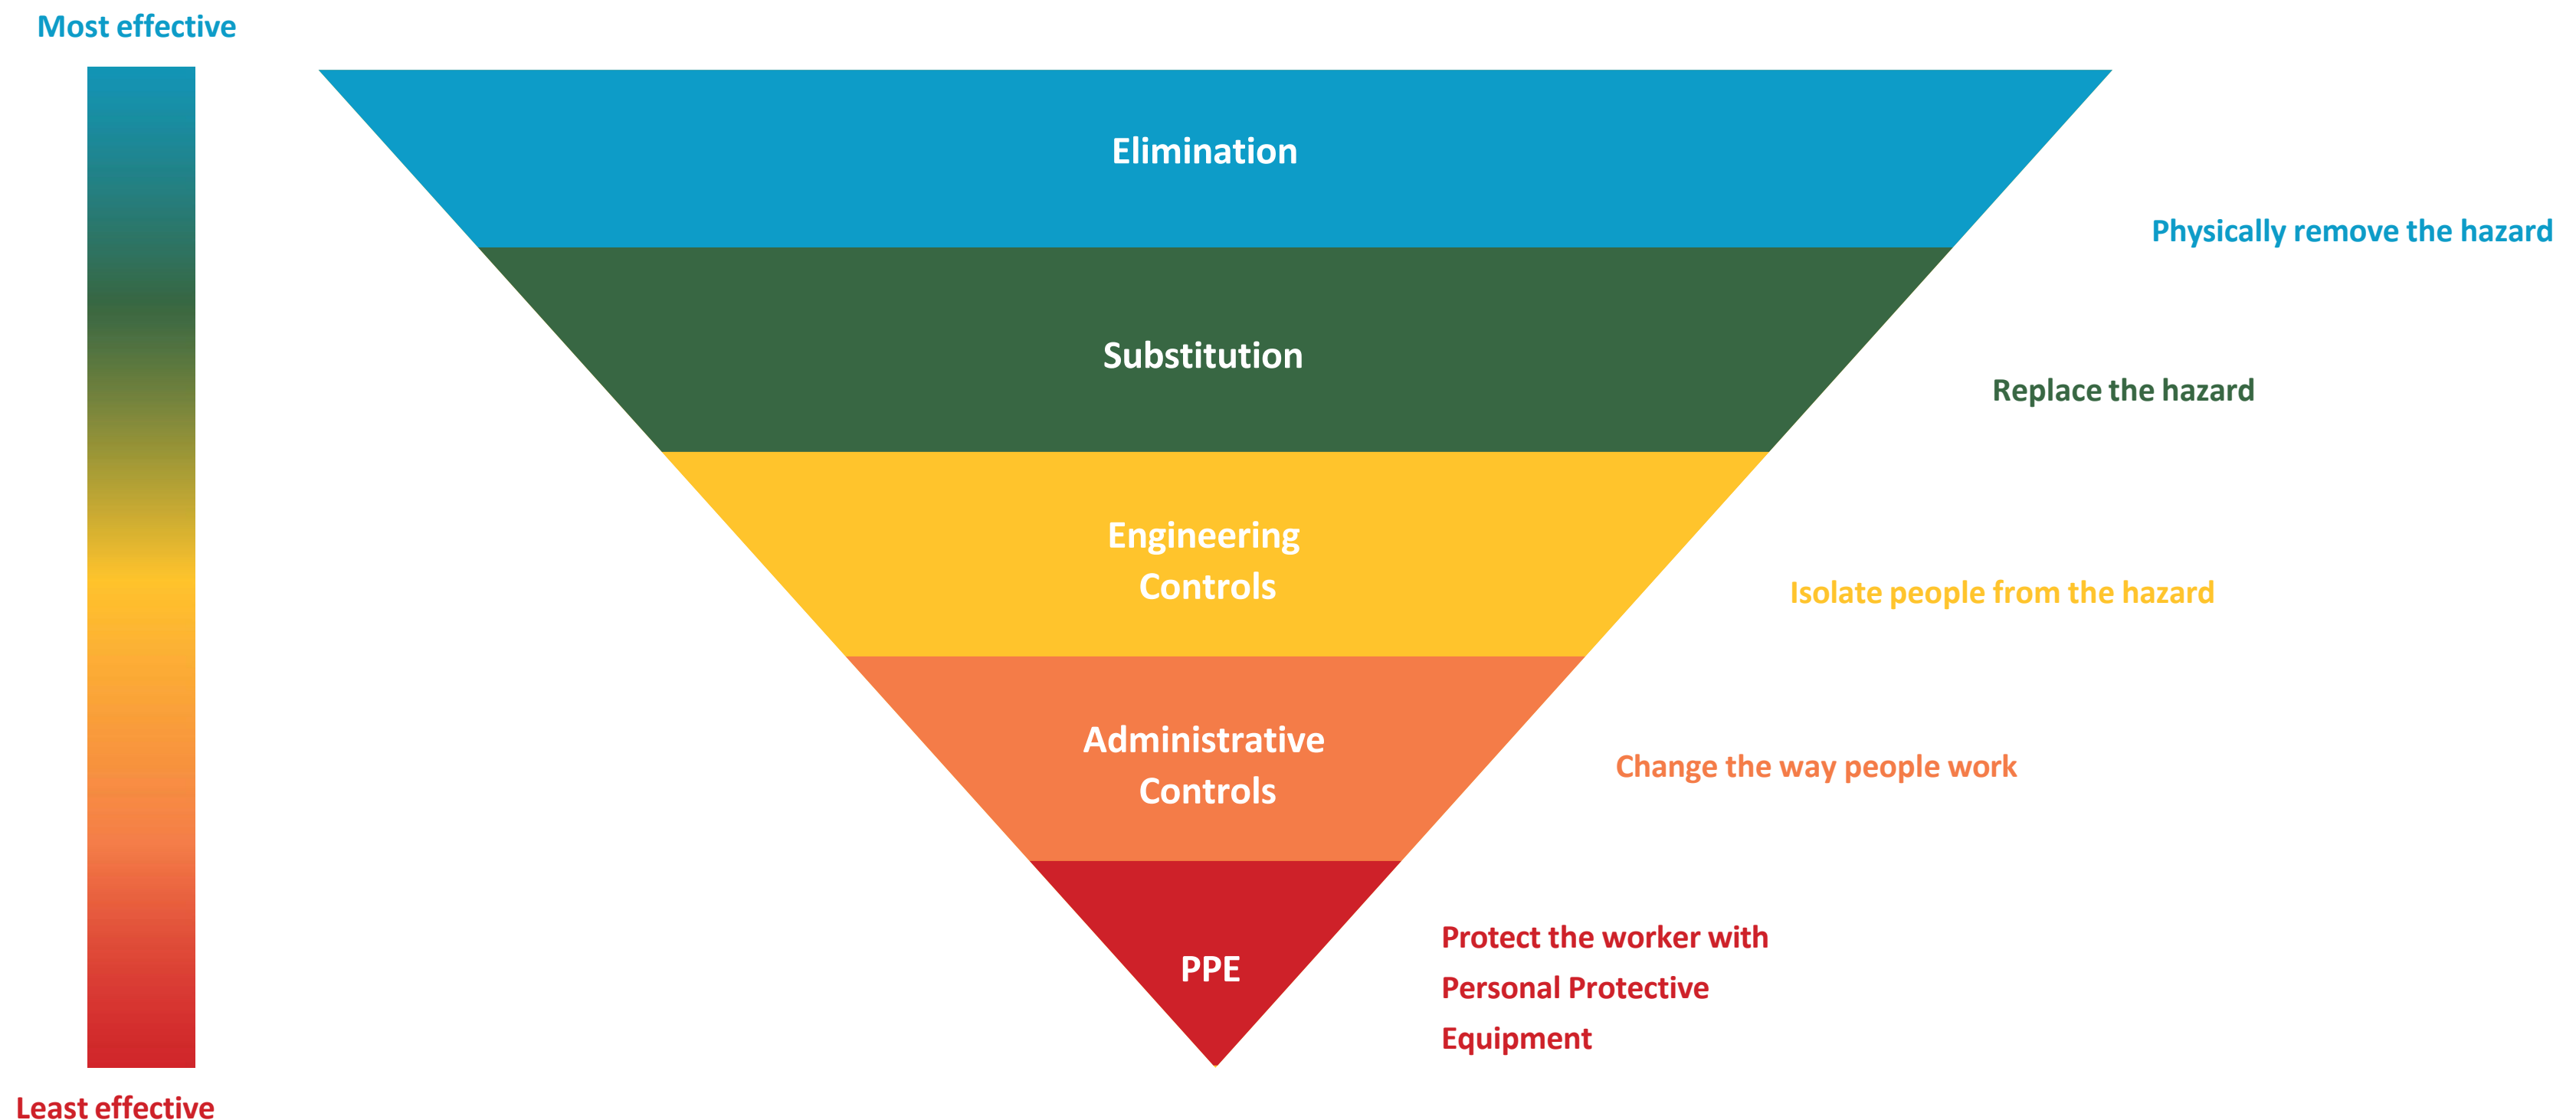 Most effective
Elimination
Physically remove the hazard
Substitution
Replace the hazard
Engineering
Controls
Isolate people from the hazard
Administrative
Controls
Change the way people work
PPE
Protect the worker with
Personal Protective
Equipment
Least effective